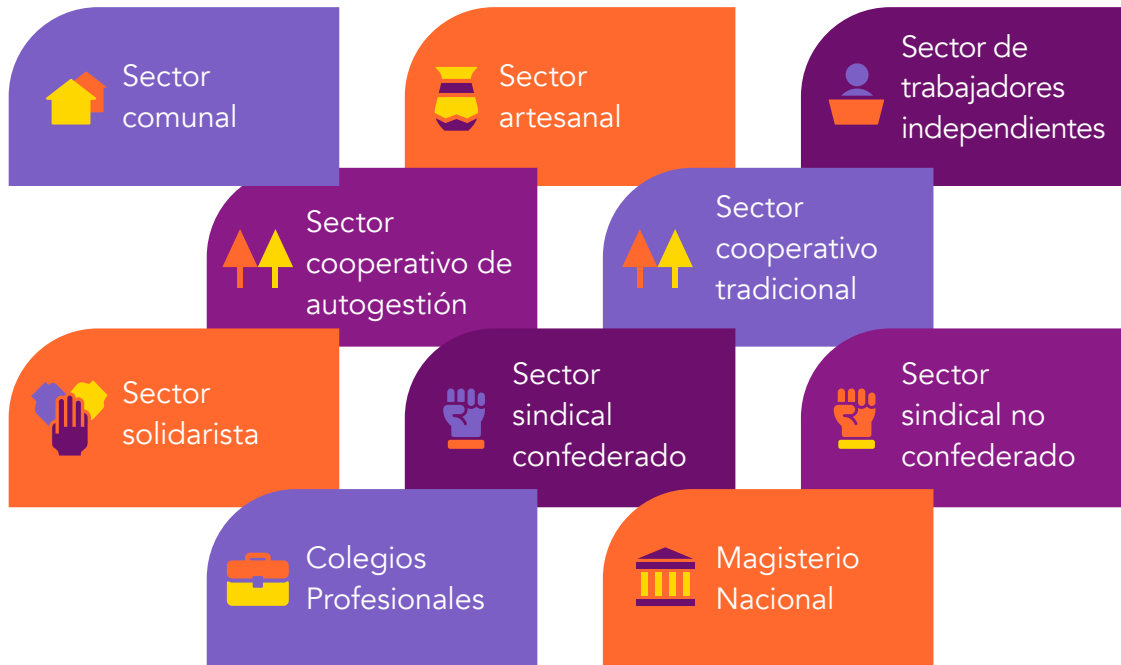 Sector
comunal
Sector
artesanal
Sector de
trabajadores
independientes
Sector
cooperativo de
autogestión
Sector
cooperativo
tradicional
Sector
solidarista
Sector
sindical
confederado
Sector
sindical no
confederado
Colegios
Profesionales
Magisterio
Nacional